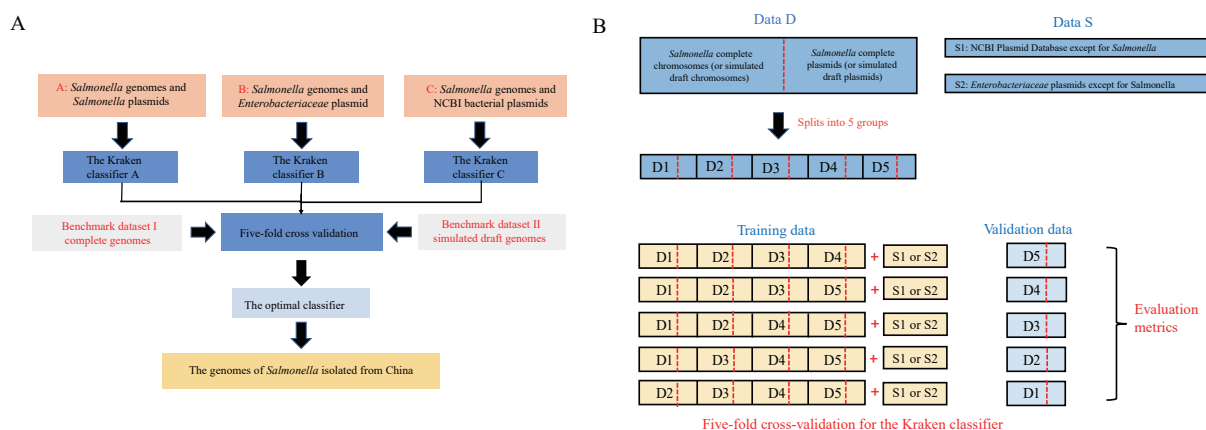 A
A: Salmonella genomes and
Salmonella plasmids
B: Salmonella genomes and
Enterobacteriaceae plasmid
C: Salmonella genomes and
NCBI bacterial plasmids
The Kraken
classifier A
The Kraken
classifier B
The Kraken
classifier C
Benchmark dataset I
complete genomes
Five-fold cross validation
Benchmark dataset II
simulated draft genomes
The optimal classifier
The genomes of Salmonella isolated from China
B
Data D
Data S
Salmonella complete
chromosomes (or simulated
draft chromosomes)
Salmonella complete
plasmids (or simulated
draft plasmids)
S1: NCBI Plasmid Database except for Salmonella
S2: Enterobacteriaceae plasmids except for Salmonella
Splits into 5 groups
D1 D2 D3 D4 D5
Training data
Validation data
D1 D2 D3 D4 + S1 or S2 D5
D1 D2 D3 D5 + S1 or S2 D4
D1 D2 D4 D5 + S1 or S2 D3
D1 D3 D4 D5 + S1 or S2 D2
D2 D3 D4 D5 + S1 or S2 D1
Evaluation
metrics
Five-fold cross-validation for the Kraken classifier